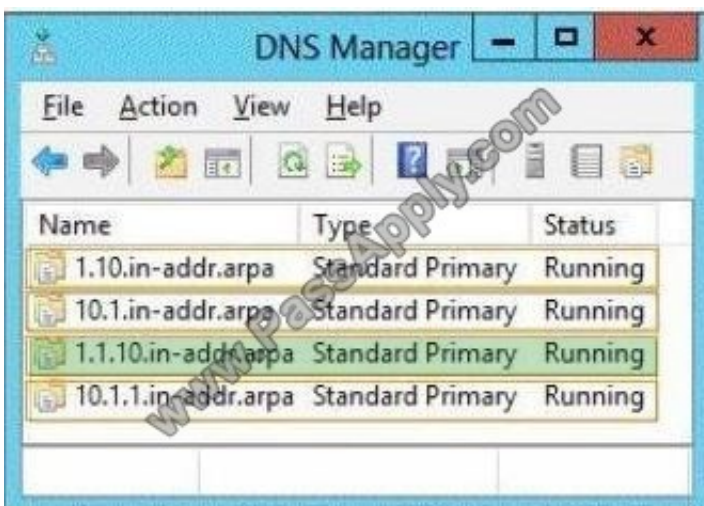 DNS Manager
File Action View Help
Name Type Status
1.10.in-addr.arpa Standard Primary Running
10.1.in-addr.arpa Standard Primary Running
1.1.10.in-addr.arpa Standard Primary Running
10.1.1.in-addr.arpa Standard Primary Running
www.PassApply.com